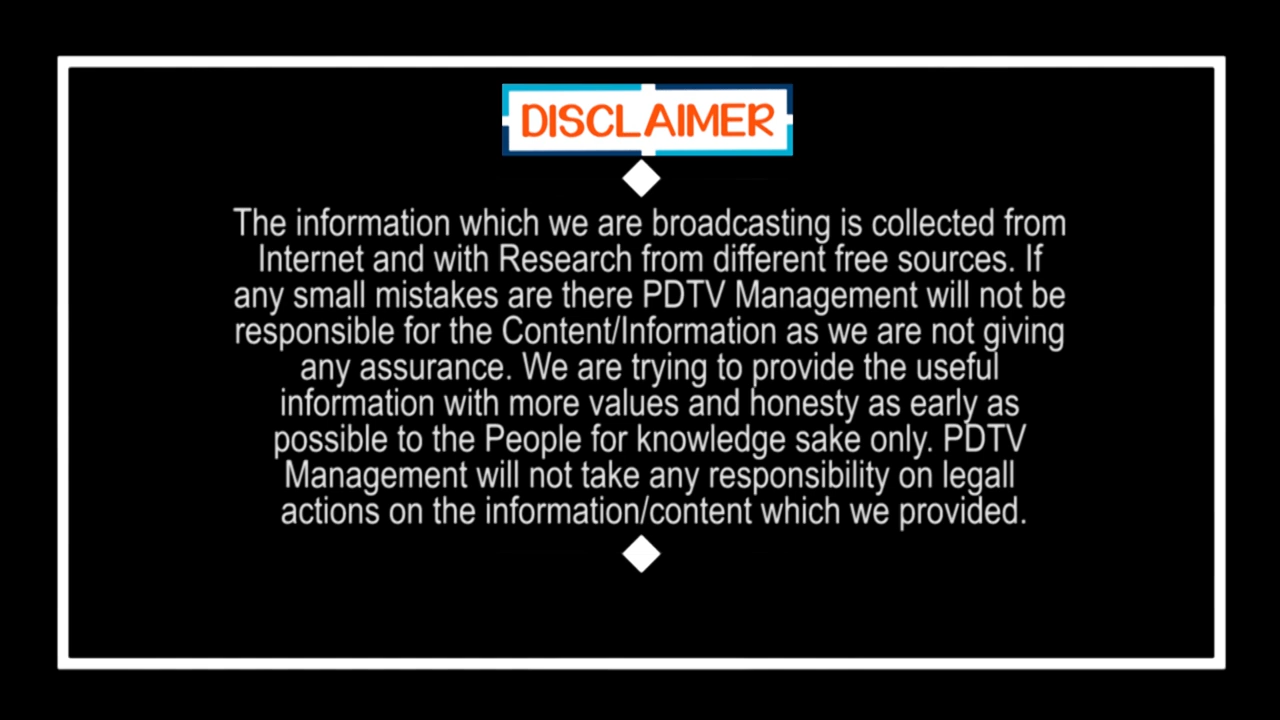 DISCLAIMER
The information which we are broadcasting is collected from
Internet and with Research from different free sources. If
any small mistakes are there PDTV Management will not be
responsible for the Content/Information as we are not giving
any assurance. We are trying to provide the useful
information with more values and honesty as early as
possible to the People for knowledge sake only. PDTV
Management will not take any responsibility on legall
actions on the information/content which we provided.